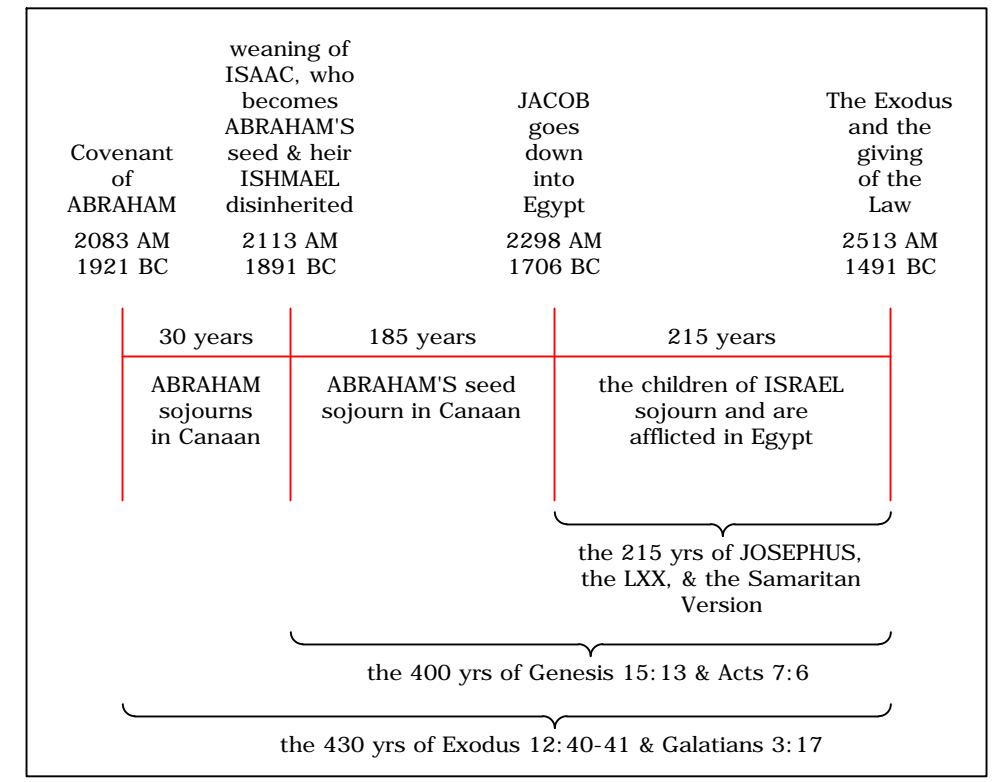 weaning of
ISAAC, who
becomes
ABRAHAM'S
seed & heir
ISHMAEL
disinherited
JACOB
goes
down
into
Egypt
The Exodus
and the
giving
of the
Law
Covenant
of
ABRAHAM
2083 AM
1921 BC
2113 AM
1891 BC
2298 AM
1706 BC
2513 AM
1491 BC
30 years
185 years
215 years
ABRAHAM
sojourns
in Canaan
ABRAHAM'S seed
sojourn in Canaan
the children of ISRAEL
sojourn and are
afflicted in Egypt
the 215 yrs of JOSEPHUS,
the LXX, & the Samaritan
Version
the 400 yrs of Genesis 15:13 & Acts 7:6
the 430 yrs of Exodus 12:40-41 & Galatians 3:17